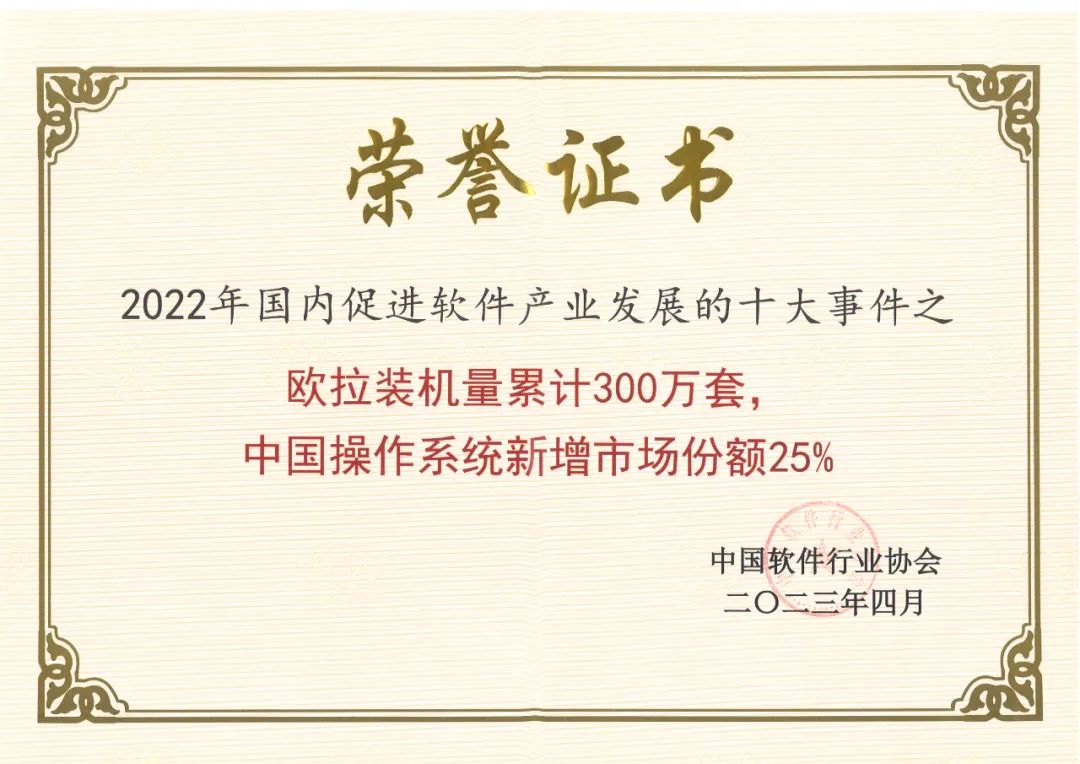 荣誉证书
2022年国内促进软件产业发展的十大事件之
欧拉装机量累计300万套，
中国操作系统新增市场份额25%
中国软件行业协会
二〇二三年四月